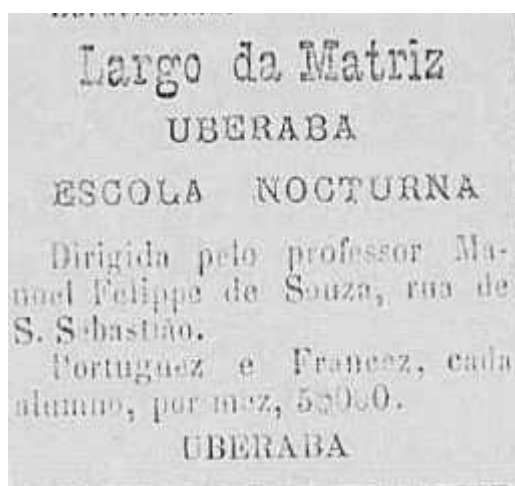 Largo da Matriz
UBERABA
ESCOLA NOCTURNA
Dirigida pelo professor Ma-
noel Felippe de Souza, rua de
S. Sebastião.
Portuguez e Francez, cada
alumno, por mez, 5$000.
UBERABA